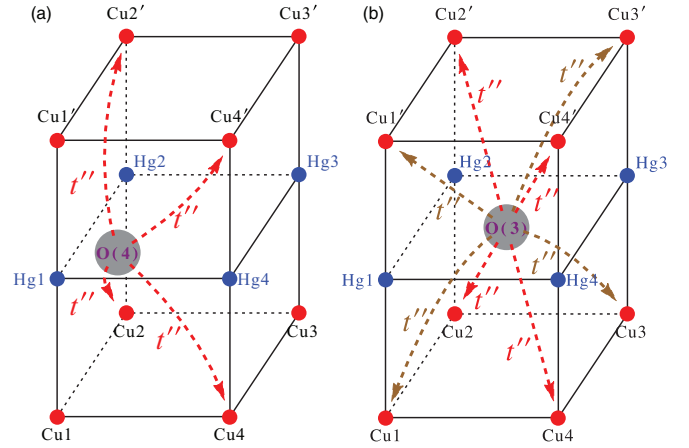 (a)
Cu2′
Cu3′
Cu1′
Cu4′
Hg2
Hg3
t′′
t′′
O(4)
Hg1
Hg4
t′′
Cu2
t′′
Cu3
Cu1
Cu4
(b)
Cu2′
Cu3′
t′′
t′′
Cu1′
Cu4′
Hg2
Hg3
t′′
t′′
O(3)
t′′
Hg1
Hg4
t′′
t′′
Cu2
Cu3
t′′
Cu1
Cu4